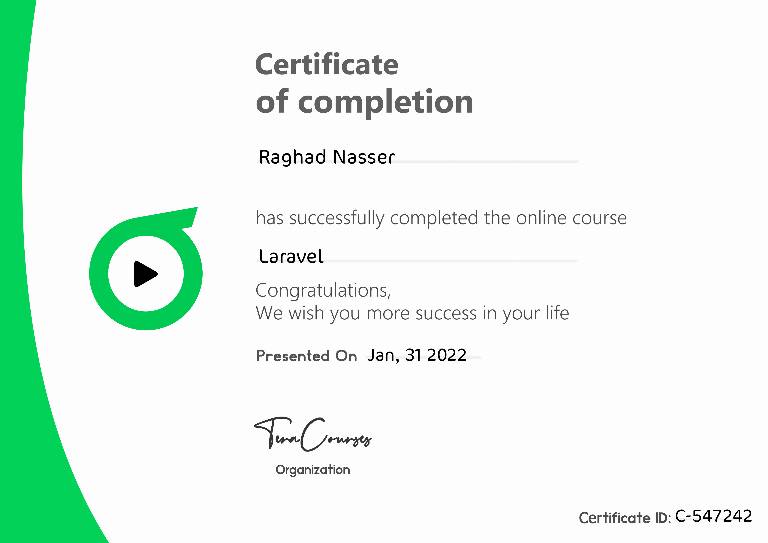 Certificate
of completion
Raghad Nasser
has successfully completed the online course
Laravel
Congratulations,
We wish you more success in your life
Presented On Jan, 31 2022
TeraCourses
Organization
Certificate ID: C-547242